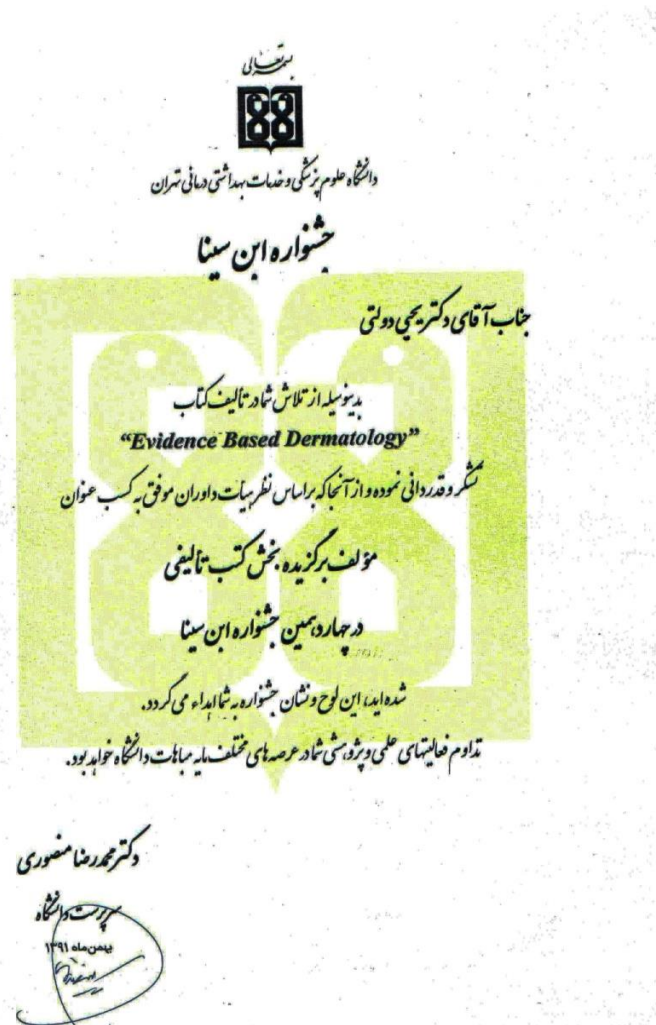 بسمه تعالی
دانشگاه علوم پزشکی و خدمات بهداشتی درمانی تهران
جشنواره ابن سینا
جناب آقای دکتر یحیی دولتی
بدینوسیله از تلاش شما در تألیف کتاب
“Evidence Based Dermatology”
تشکر و قدردانی نموده و از آنجا که براساس نظر هیأت داوران موفق به کسب عنوان
مؤلف برگزیده بخش کتب تألیفی
در چهاردهمین جشنواره ابن سینا
شده اید، این لوح و نشان جشنواره به شما اهداء می گردد.
تداوم فعالیتهای علمی و پژوهشی شما در عرصه های مختلف مایه مباهات دانشگاه خواهد بود.
دکتر محمدرضا منصوری
سرپرست دانشگاه
بهمن ماه ۱۳۹۱